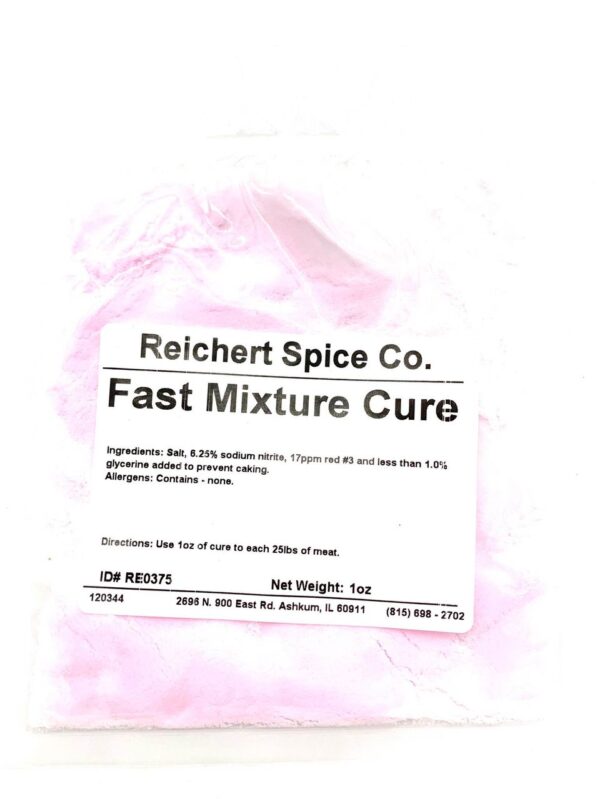 Reichert Spice Co.
Fast Mixture Cure
Ingredients: Salt, 6.25% sodium nitrite, 17ppm red #3 and less than 1.0%
glycerine added to prevent caking.
Allergens: Contains - none.
Directions: Use 1oz of cure to each 25lbs of meat.
ID# RE0375 Net Weight: 1oz
120344 2696 N. 900 East Rd. Ashkum, IL 60911 (815) 698 - 2702